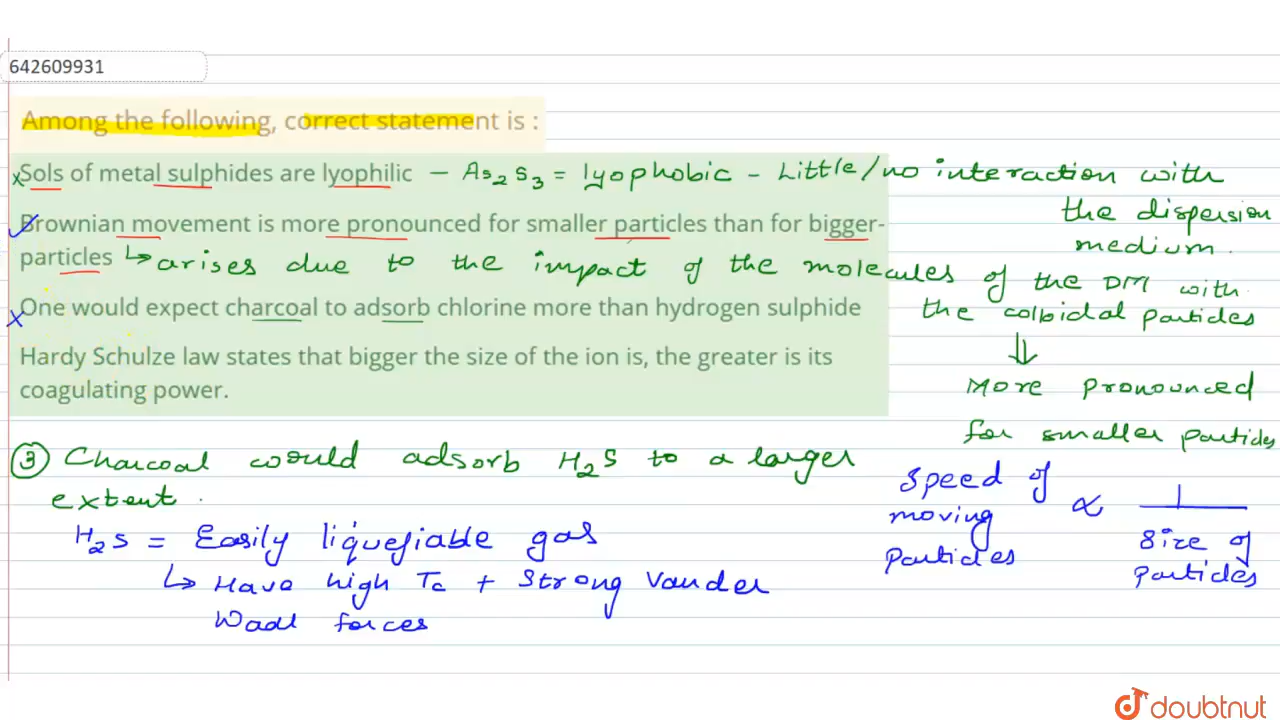 642609931
Among the following, correct statement is :
Sols of metal sulphides are lyophilic – As2S3 = lyophobic – Little/no interaction with
the dispersion
medium.
Brownian movement is more pronounced for smaller particles than for bigger-
particles ↳ arises due to the impact of the molecules of the DM with
the colloidal particles
⇓
More pronounced
for smaller particles
One would expect charcoal to adsorb chlorine more than hydrogen sulphide
Hardy Schulze law states that bigger the size of the ion is, the greater is its
coagulating power.
③ Charcoal would adsorb H2S to a larger
extent.
H2S = Easily liquefiable gas
↳ Have high Tc + Strong Vander
Waal forces
Speed of
moving
particles
∝ 1
Size of
particles
doubtnut